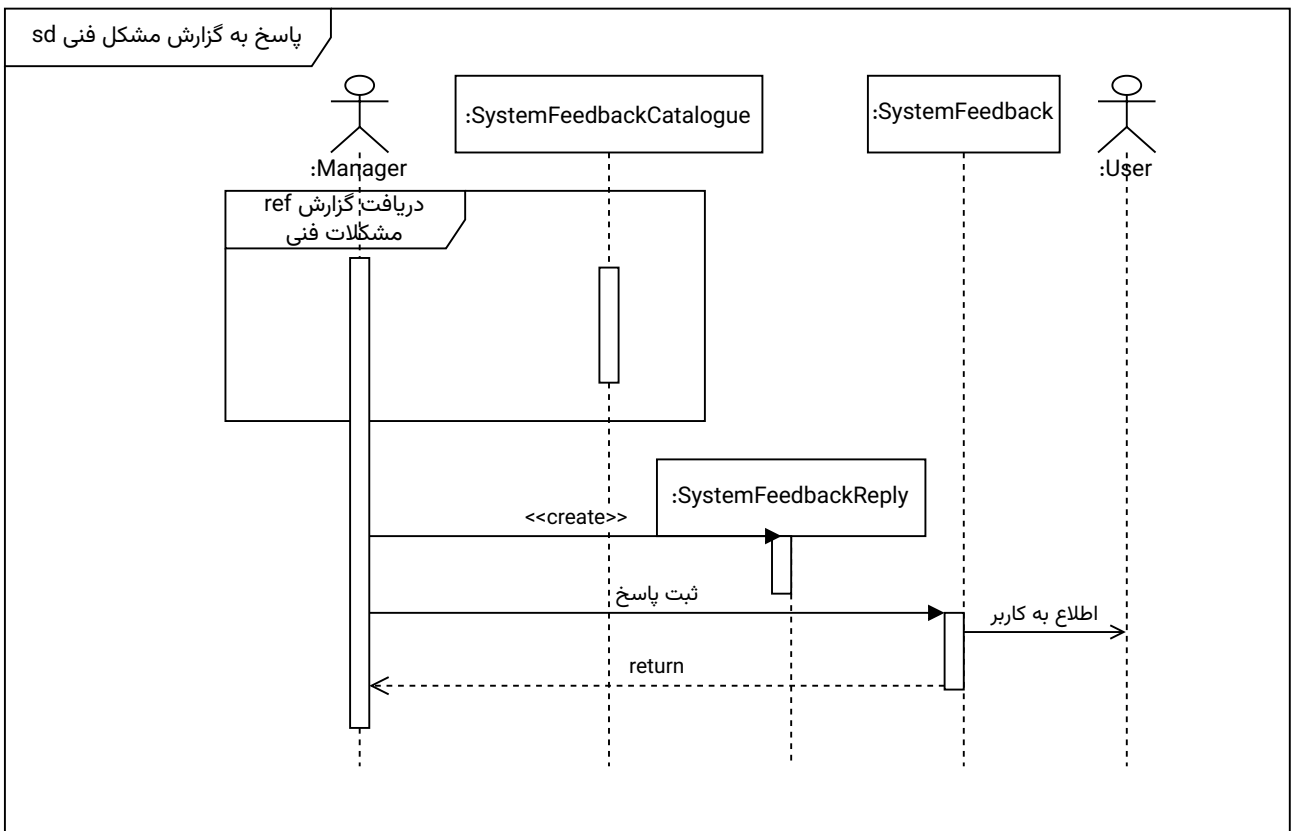 پاسخ به گزارش مشکل فنی sd
:SystemFeedbackCatalogue
:SystemFeedback
:Manager
:User
دریافت گزارش ref
مشکلات فنی
:SystemFeedbackReply
<<create>>
ثبت پاسخ
اطلاع به کاربر
return